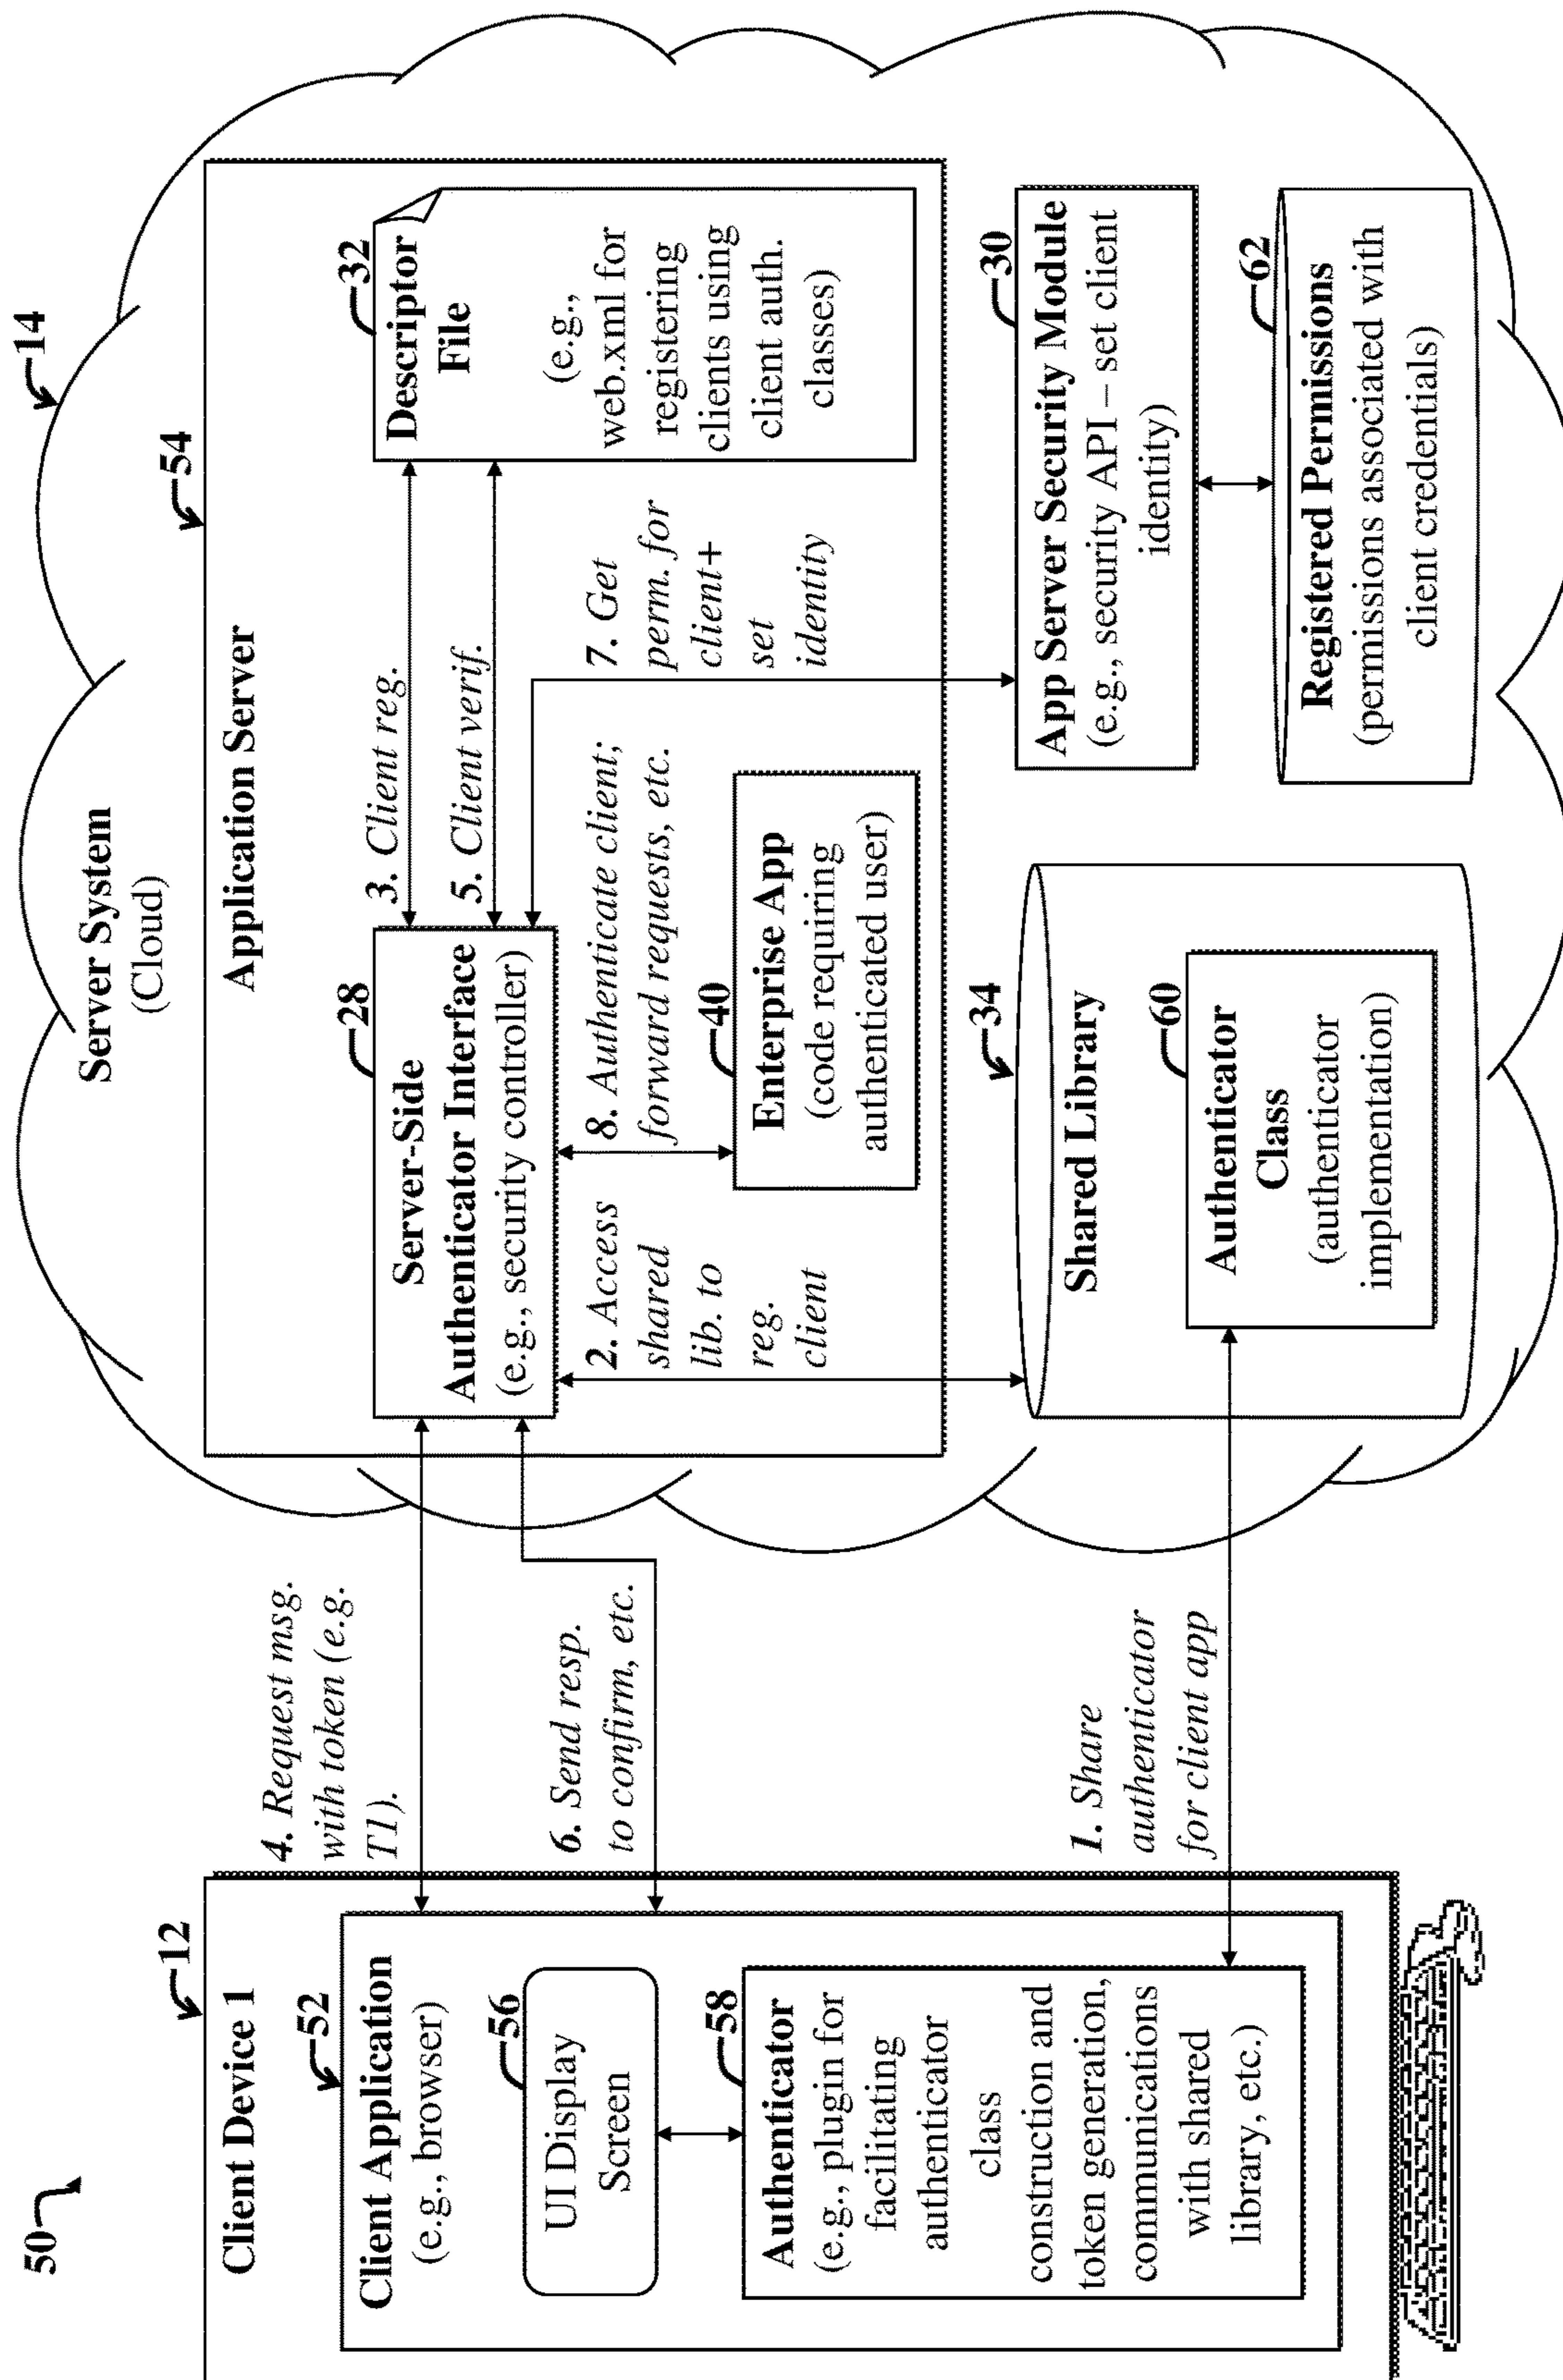 50
12
Client Device 1
52
Client Application
(e.g., browser)
56
UI Display
Screen
58
Authenticator
(e.g., plugin for
facilitating
authenticator
class
construction and
token generation,
communications
with shared
library, etc.)
4. Request msg.
with token (e.g.
T1).
6. Send resp.
to confirm, etc.
1. Share
authenticator
for client app
14
Server System
(Cloud)
54
Application Server
28
Server-Side
Authenticator Interface
(e.g., security controller)
3. Client reg.
5. Client verif.
32
Descriptor
File
(e.g.,
web.xml for
registering
clients using
client auth.
classes)
2. Access
shared
lib. to
reg.
client
8. Authenticate client;
forward requests, etc.
7. Get
perm. for
client+
set
identity
40
Enterprise App
(code requiring
authenticated user)
34
Shared Library
60
Authenticator
Class
(authenticator
implementation)
30
App Server Security Module
(e.g., security API – set client
identity)
62
Registered Permissions
(permissions associated with
client credentials)